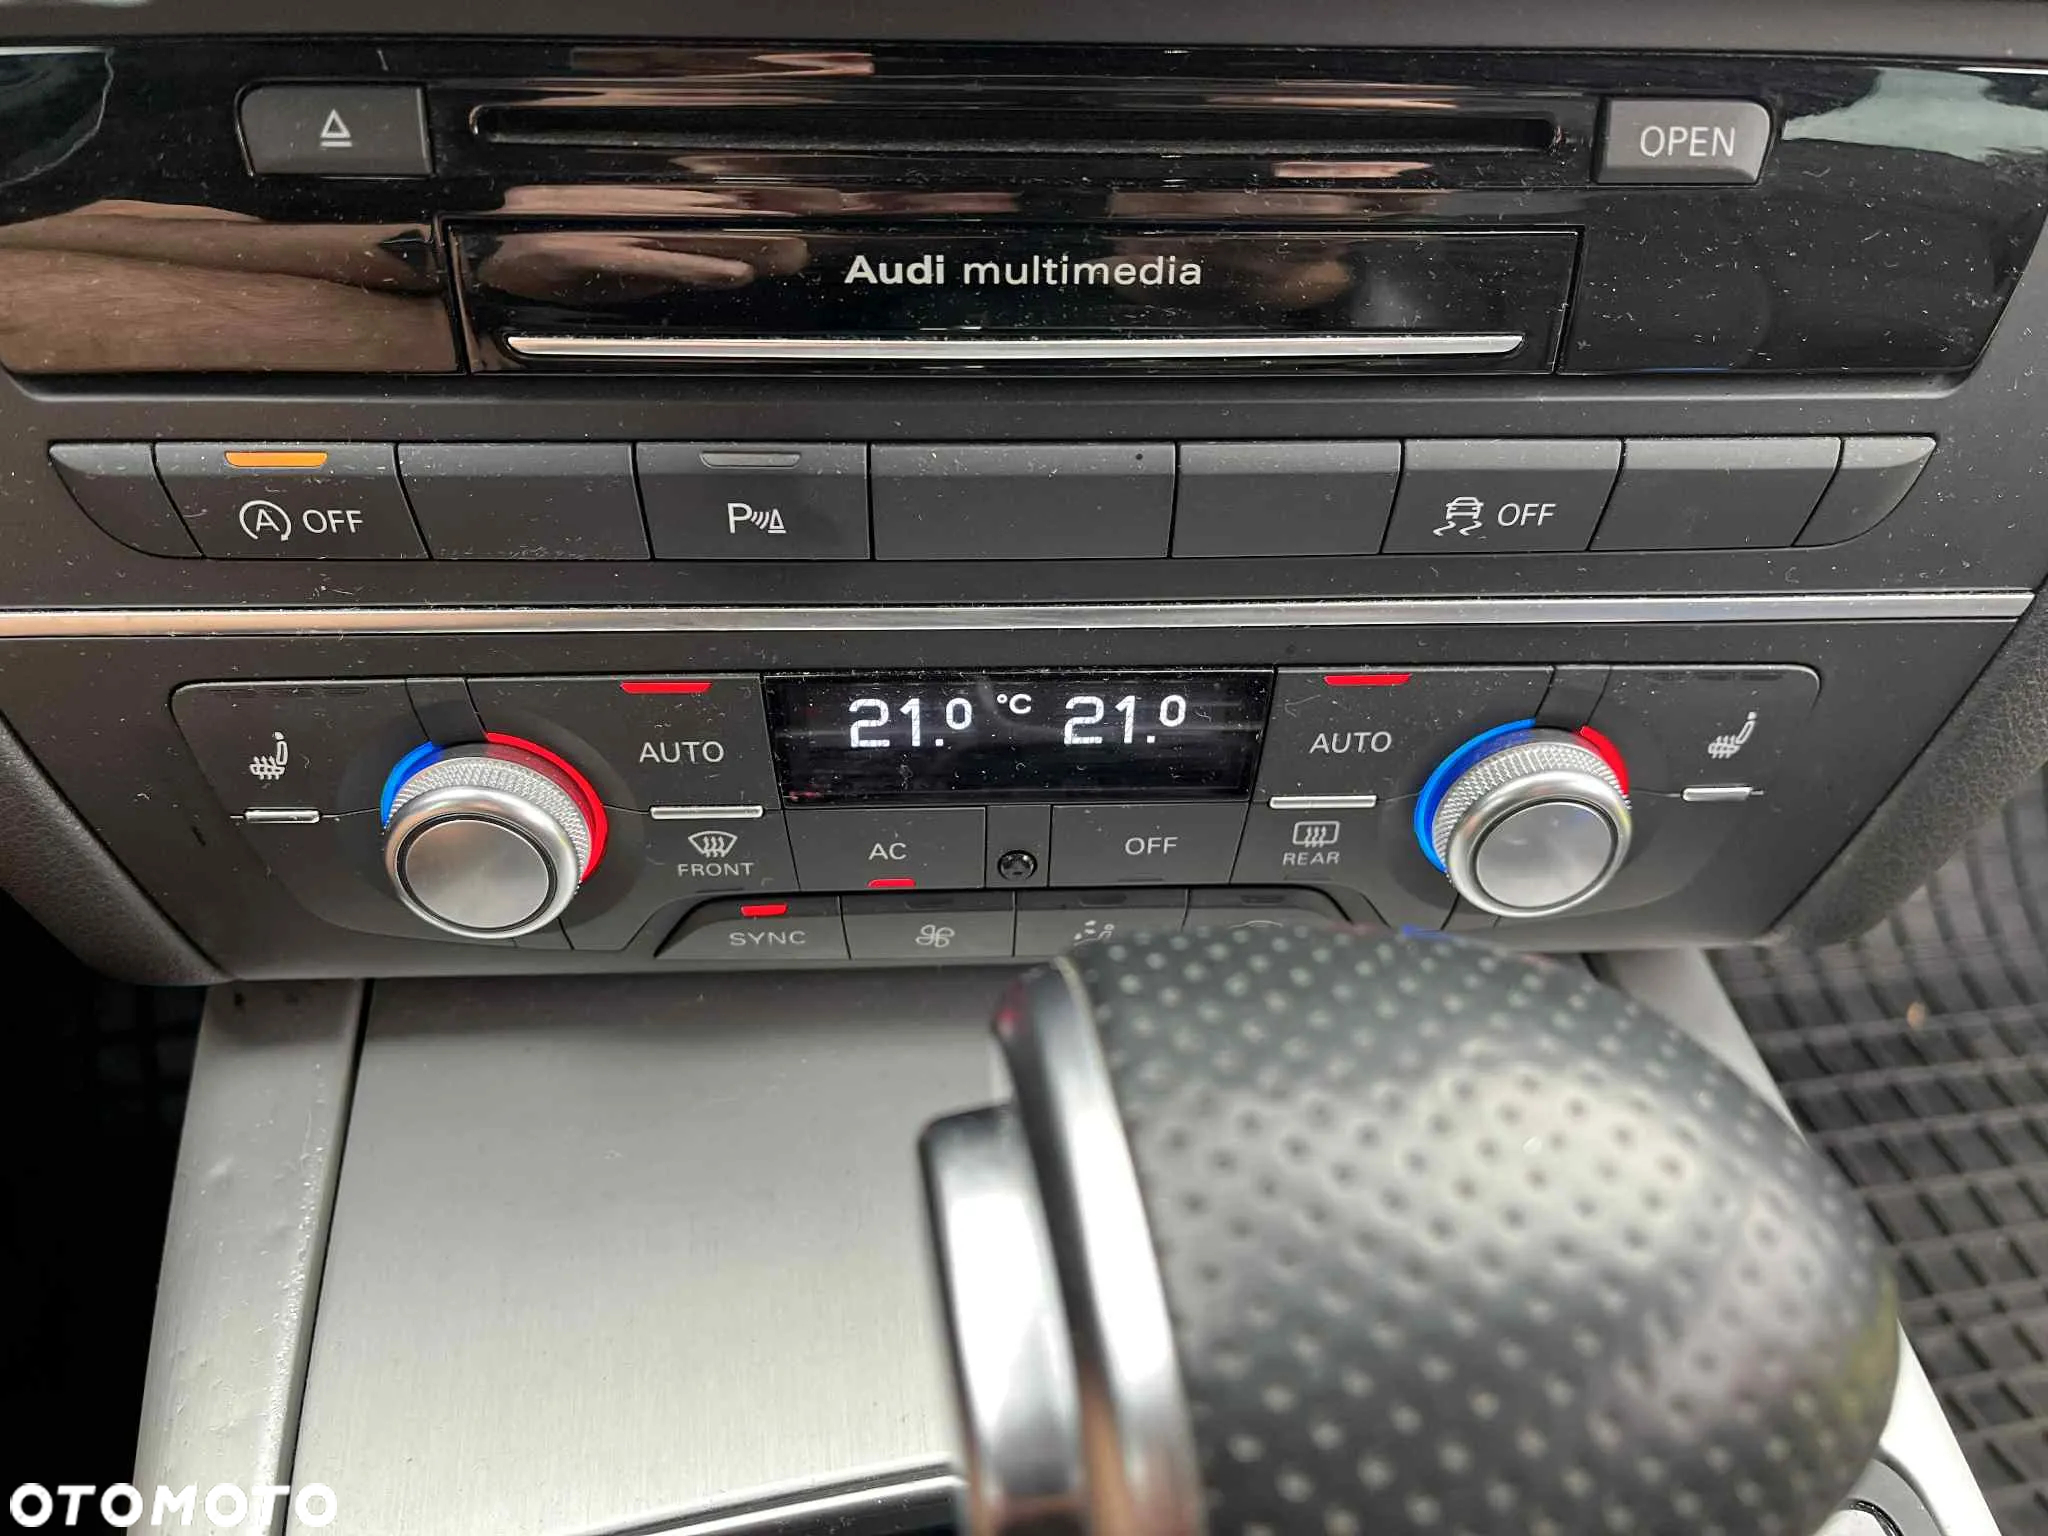 OPEN
Audi multimedia
A OFF
P
OFF
21.0 °C 21.0
AUTO
AUTO
FRONT
AC
OFF
REAR
SYNC
OTOMOTO